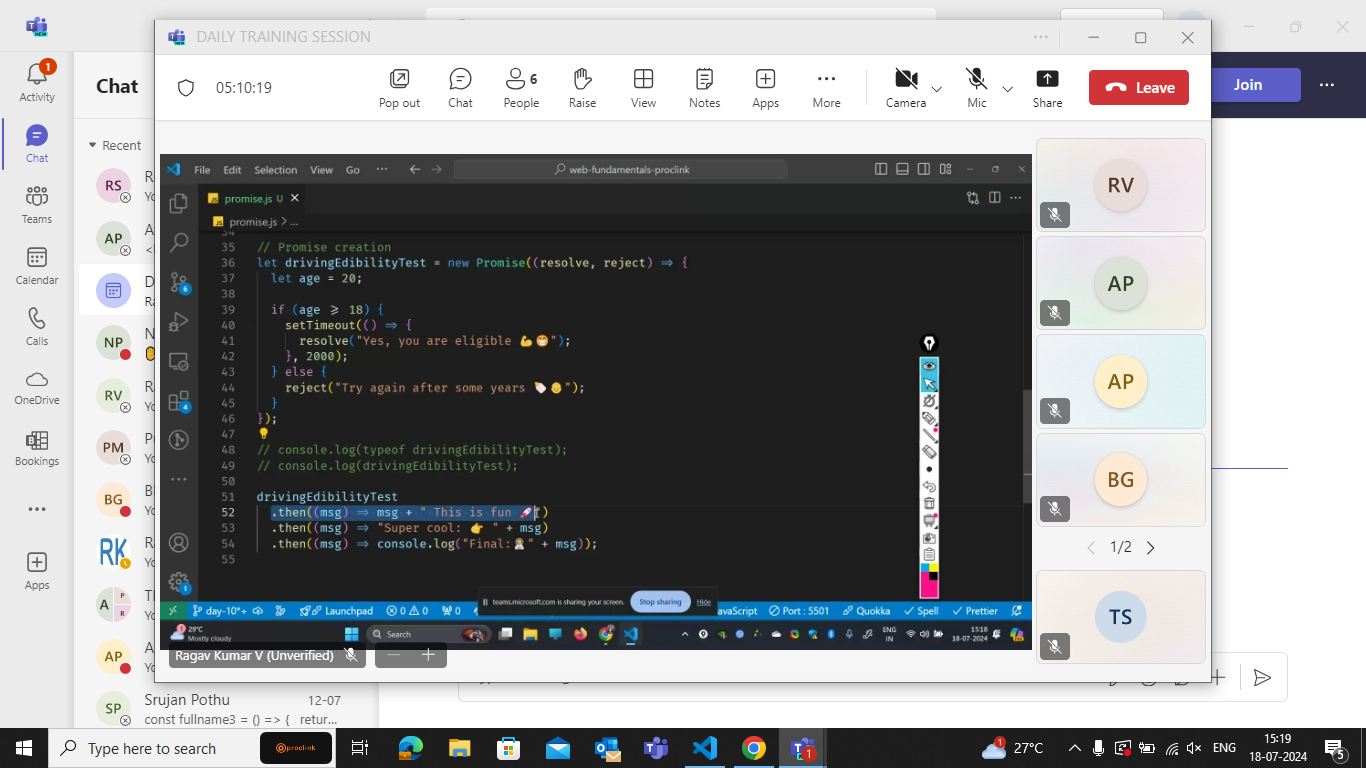 DAILY TRAINING SESSION
05:10:19
Pop out
Chat
6
People
Raise
View
Notes
Apps
More
Camera
Mic
Share
Leave
Join
1
Activity
Chat
Teams
Calendar
Calls
OneDrive
Bookings
Apps
Chat
Recent
RS
AP
NP
RV
PM
BG
RK
A
P
R
AP
SP
Srujan Pothu
12-07
const fullname3 = () => { retur...
File Edit Selection View Go
web-fundamentals-proclink
promise.js U
promise.js > ...
34
35 // Promise creation
36 let drivingEdibilityTest = new Promise((resolve, reject) => {
37 let age = 20;
38
39 if (age >= 18) {
40 setTimeout(() => {
41 resolve("Yes, you are eligible 💪😁");
42 }, 2000);
43 } else {
44 reject("Try again after some years 🍼👶");
45 }
46 });
47
48 // console.log(typeof drivingEdibilityTest);
49 // console.log(drivingEdibilityTest);
50
51 drivingEdibilityTest
52 .then((msg) => msg + " This is fun 🚀")
53 .then((msg) => "Super cool: 👉 " + msg)
54 .then((msg) => console.log("Final:" + msg));
55
6
4
1
teams.microsoft.com is sharing your screen.
Stop sharing
Hide
day-10*+
Launchpad
0
0
0
Port : 5501
Quokka
Spell
Prettier
29°C
Mostly cloudy
Search
ENG
IN
15:18
18-07-2024
Ragav Kumar V (Unverified)
RV
AP
AP
BG
1/2
TS
Type here to search
proclink
1
1
27°C
ENG
15:19
18-07-2024
5